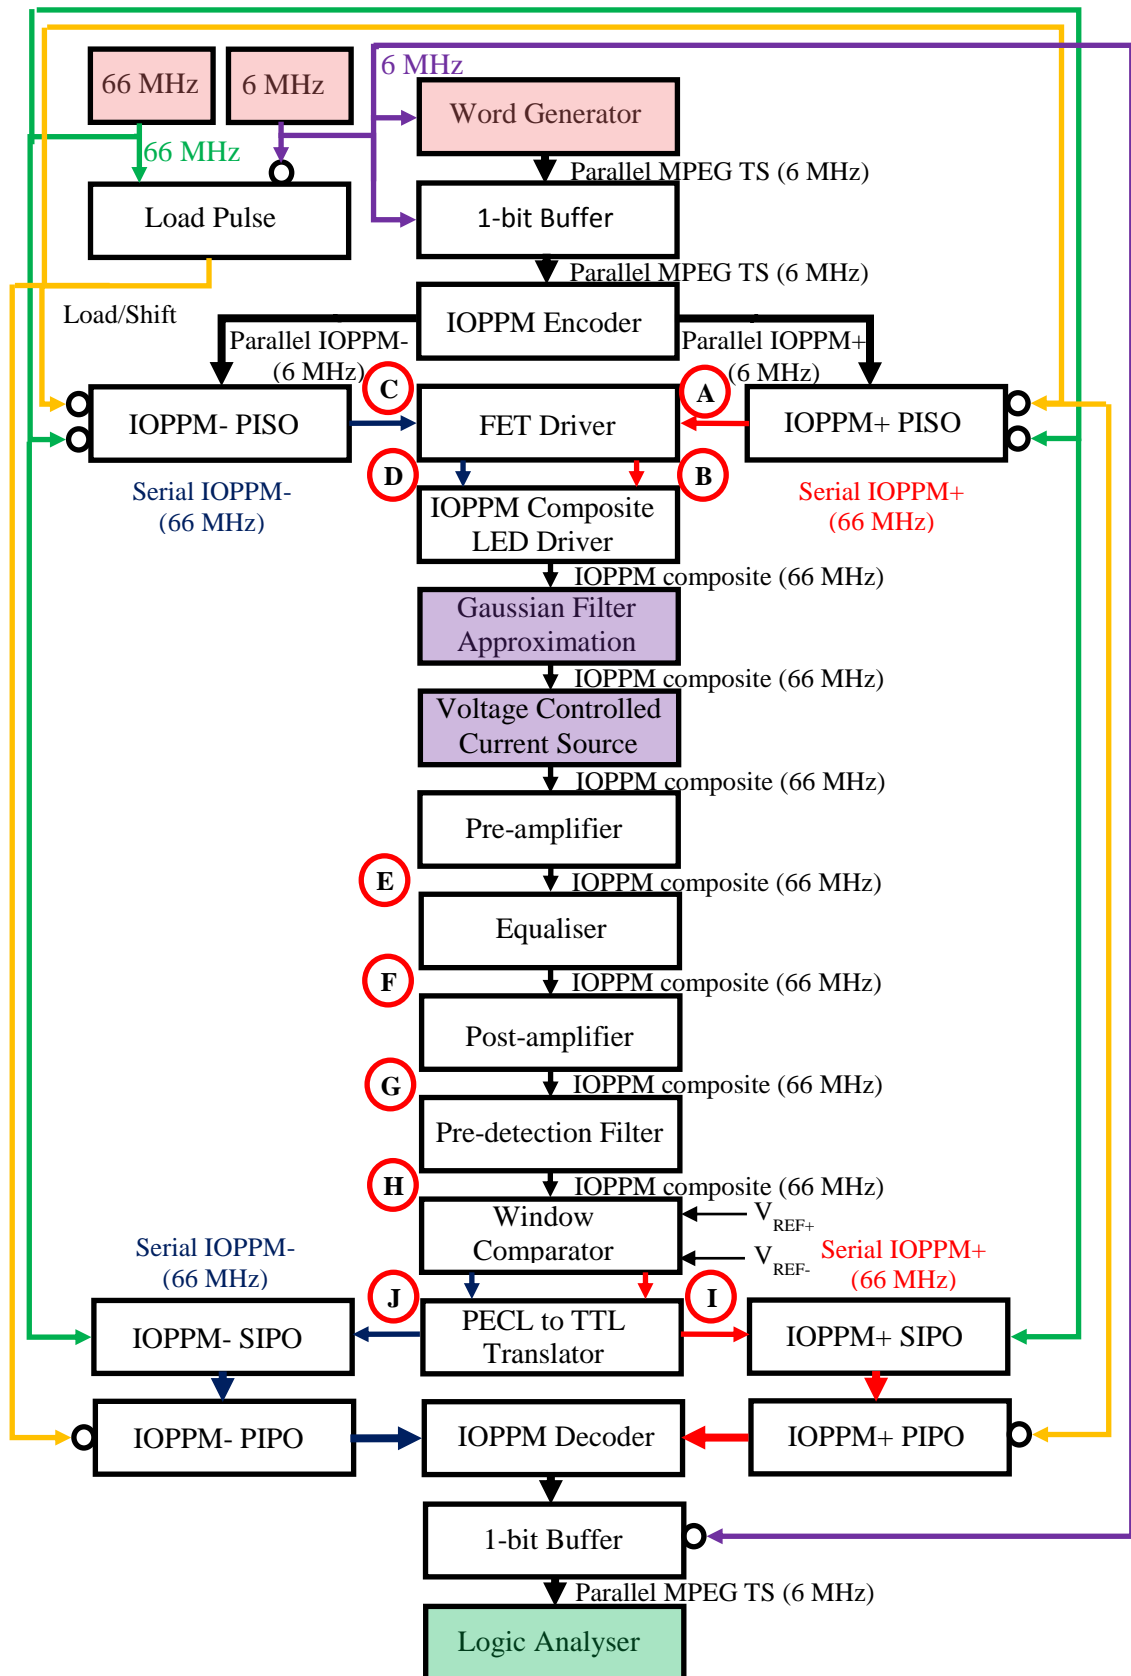 66 MHz
6 MHz
6 MHz
66 MHz
Word Generator
Parallel MPEG TS (6 MHz)
Load Pulse
1-bit Buffer
Parallel MPEG TS (6 MHz)
Load/Shift
IOPPM Encoder
Parallel IOPPM-
(6 MHz)
Parallel IOPPM+
(6 MHz)
C
A
IOPPM- PISO
FET Driver
IOPPM+ PISO
D
B
Serial IOPPM-
(66 MHz)
IOPPM Composite
LED Driver
Serial IOPPM+
(66 MHz)
IOPPM composite (66 MHz)
Gaussian Filter
Approximation
IOPPM composite (66 MHz)
Voltage Controlled
Current Source
IOPPM composite (66 MHz)
Pre-amplifier
E
IOPPM composite (66 MHz)
Equaliser
F
IOPPM composite (66 MHz)
Post-amplifier
G
IOPPM composite (66 MHz)
Pre-detection Filter
H
IOPPM composite (66 MHz)
Window
Comparator
VREF+
VREF-
Serial IOPPM-
(66 MHz)
Serial IOPPM+
(66 MHz)
J
I
IOPPM- SIPO
PECL to TTL
Translator
IOPPM+ SIPO
IOPPM- PIPO
IOPPM Decoder
IOPPM+ PIPO
1-bit Buffer
Parallel MPEG TS (6 MHz)
Logic Analyser